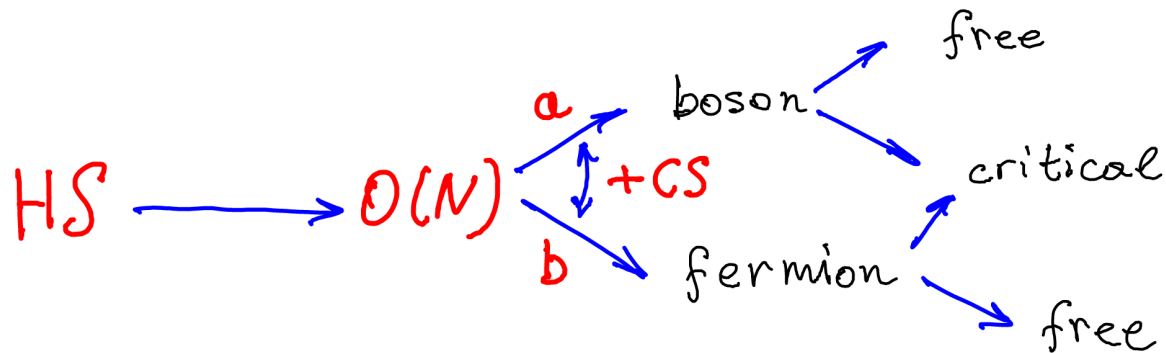 free
a
boson
critical
HS
O(N)
+CS
b
fermion
free